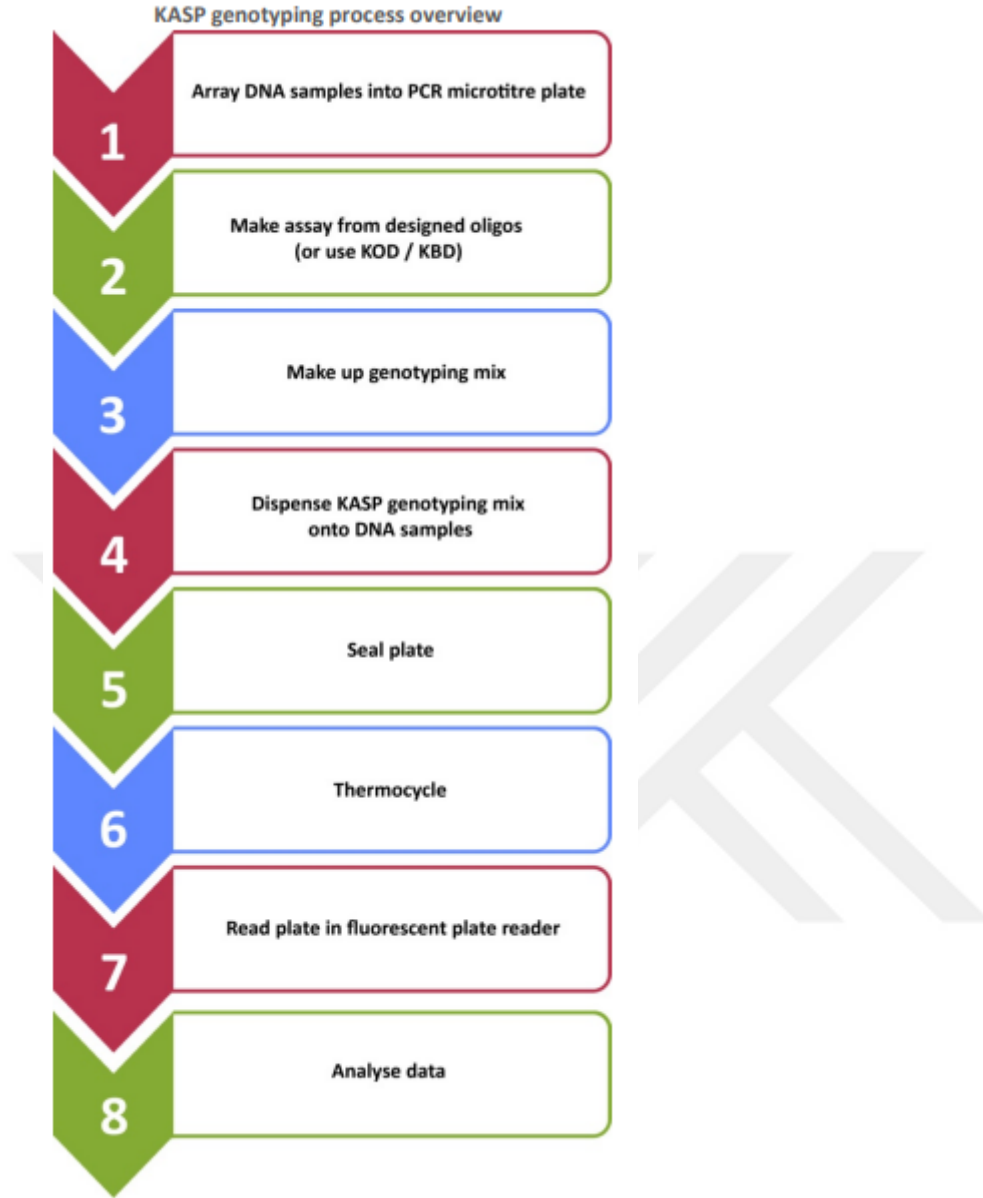 KASP genotyping process overview
1
Array DNA samples into PCR microtitre plate
2
Make assay from designed oligos
(or use KOD / KBD)
3
Make up genotyping mix
4
Dispense KASP genotyping mix
onto DNA samples
5
Seal plate
6
Thermocycle
7
Read plate in fluorescent plate reader
8
Analyse data